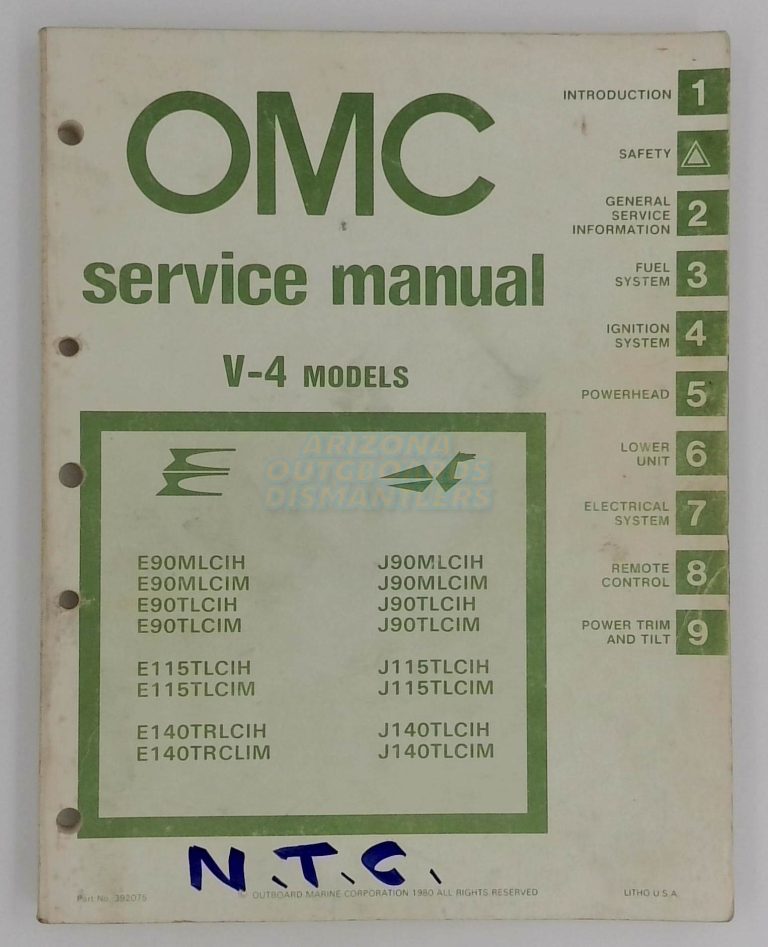 OMC
service manual
V-4 MODELS
ARIZONA
OUTGBOARDS
DISMANTLERS
E90MLCIH
E90MLCIM
E90TLCIH
E90TLCIM
E115TLCIH
E115TLCIM
E140TRLCIH
E140TRCLIM
J90MLCIH
J90MLCIM
J90TLCIH
J90TLCIM
J115TLCIH
J115TLCIM
J140TLCIH
J140TLCIM
INTRODUCTION 1
SAFETY
GENERAL
SERVICE
INFORMATION 2
FUEL
SYSTEM 3
IGNITION
SYSTEM 4
POWERHEAD 5
LOWER
UNIT 6
ELECTRICAL
SYSTEM 7
REMOTE
CONTROL 8
POWER TRIM
AND TILT 9
N.T.C.
Part No. 392075
© OUTBOARD MARINE CORPORATION 1980 ALL RIGHTS RESERVED
LITHO U.S.A.